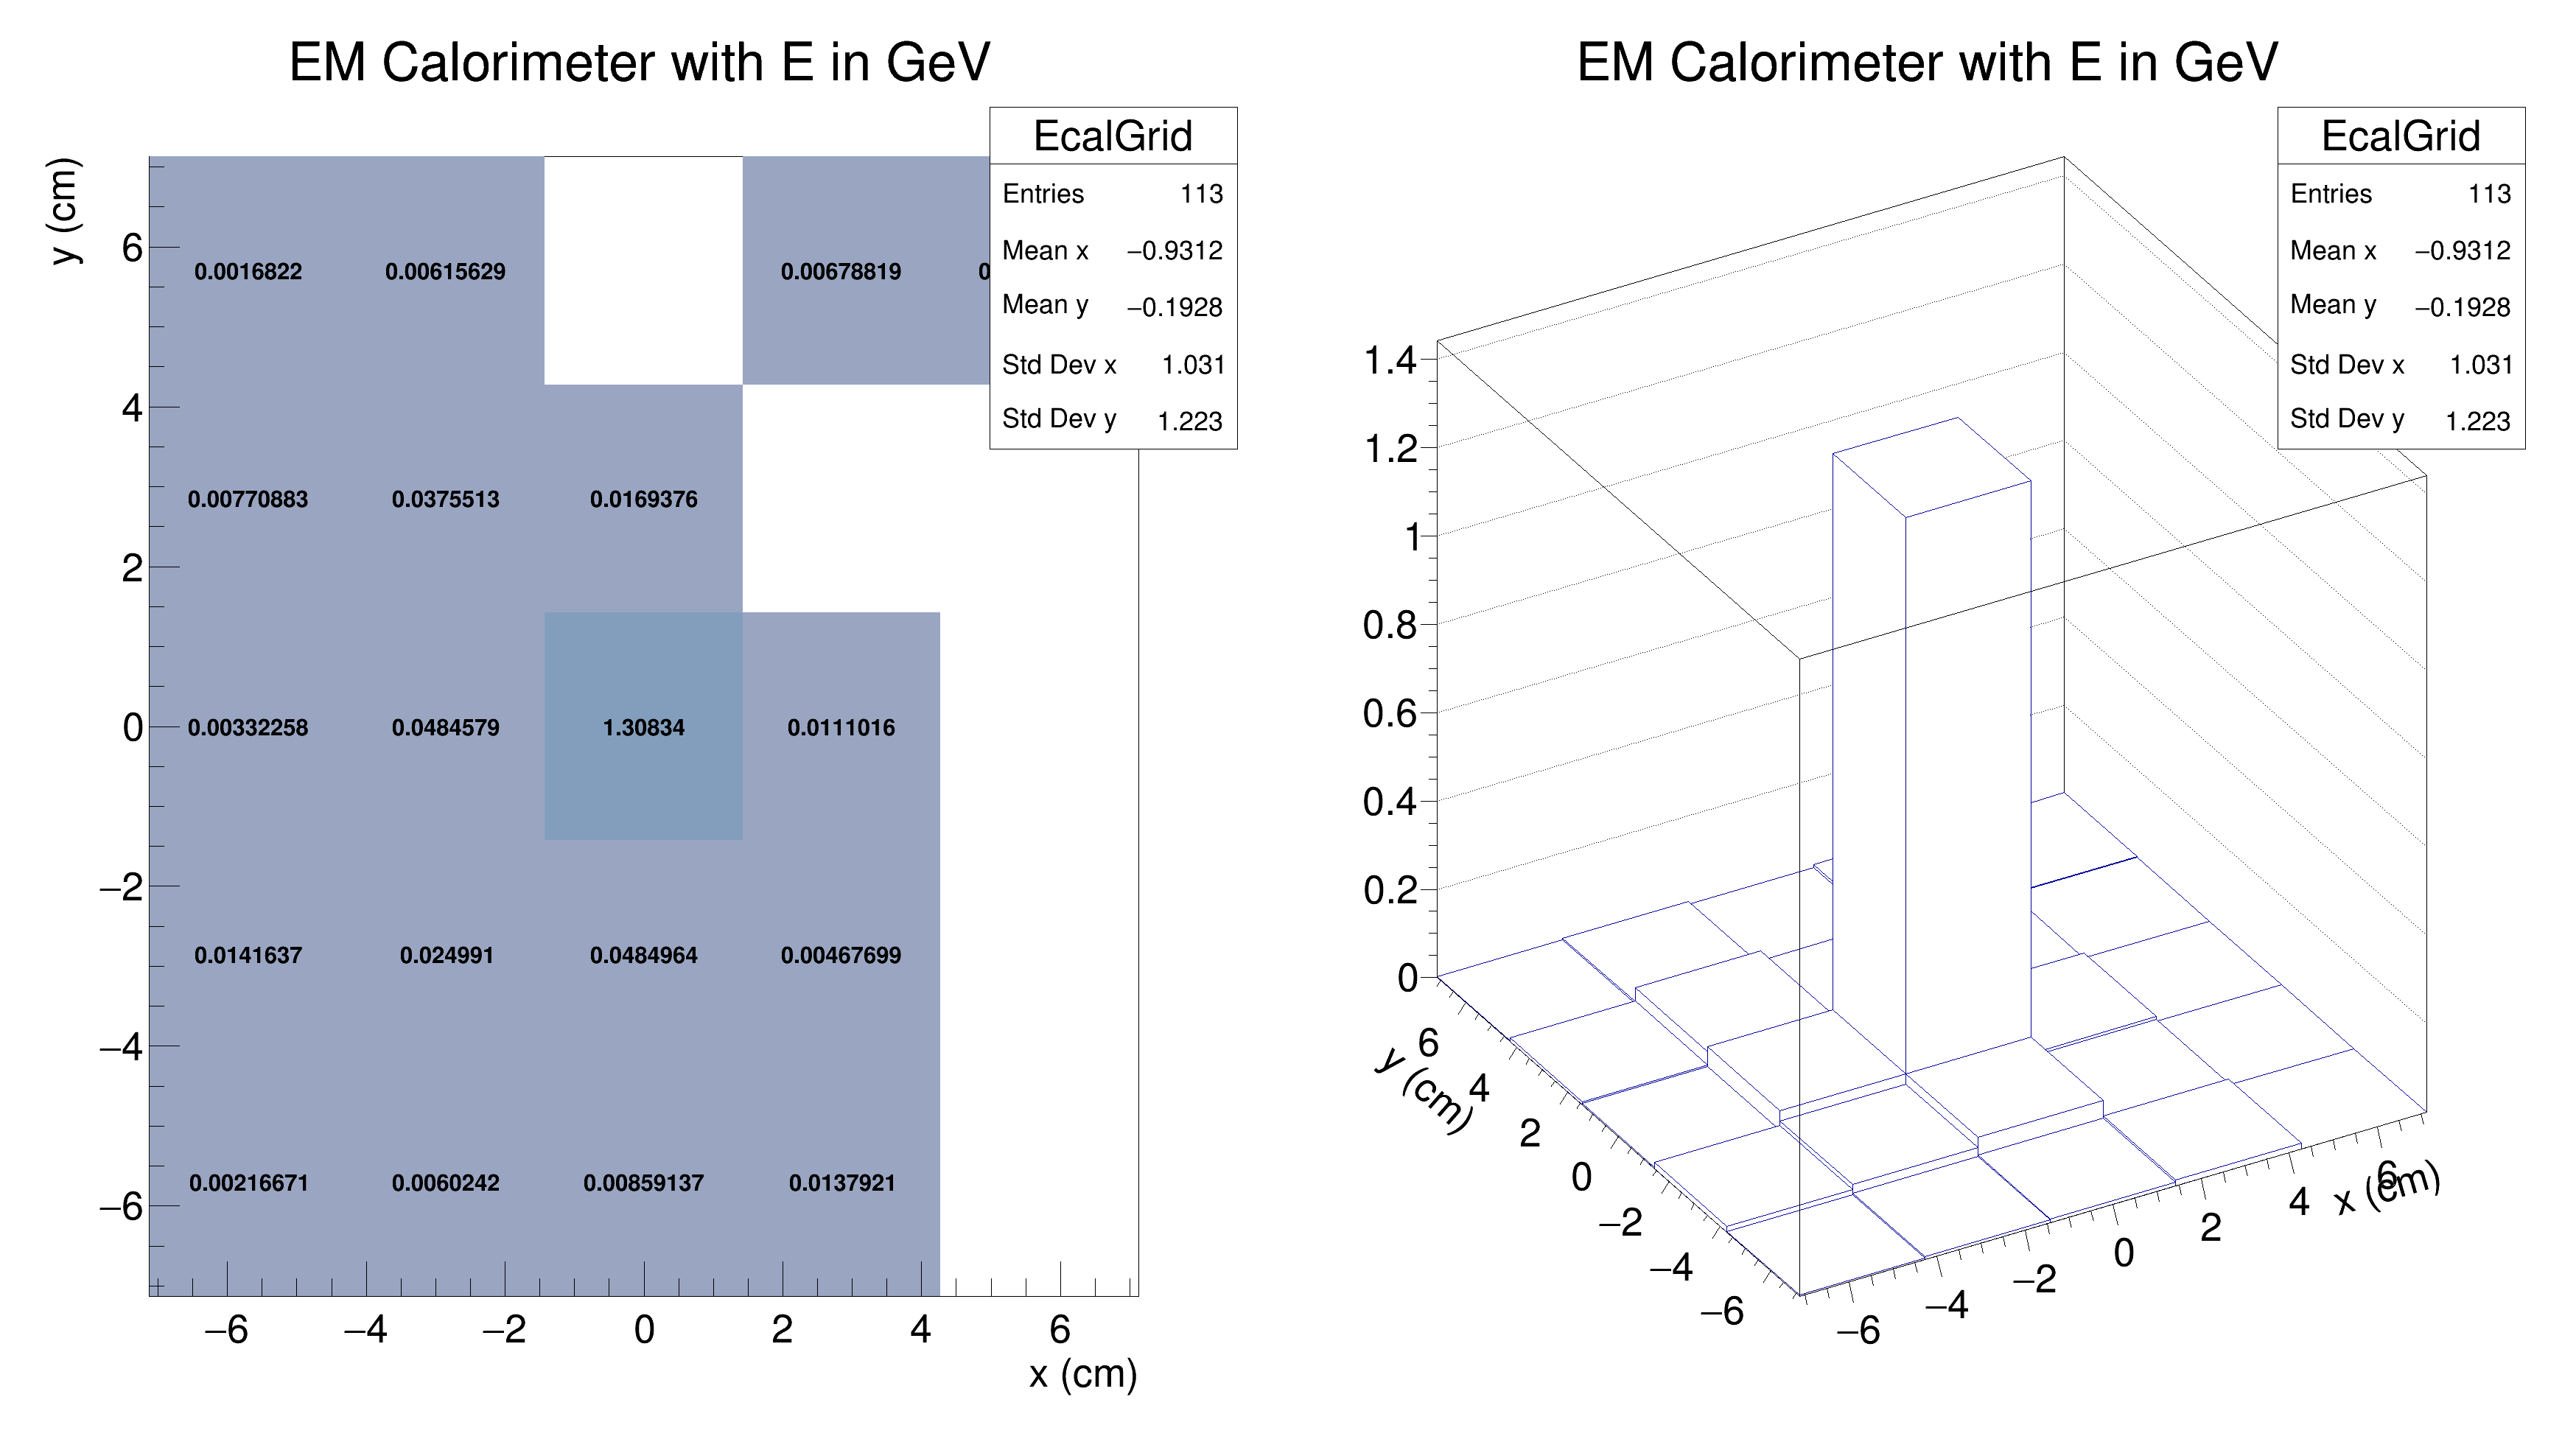 EM Calorimeter with E in GeV
EcalGrid
Entries 113
Mean x −0.9312
Mean y −0.1928
Std Dev x 1.031
Std Dev y 1.223
y (cm)
6
4
2
0
−2
−4
−6
0.0016822 0.00615629 0.00678819 0
0.00770883 0.0375513 0.0169376
0.00332258 0.0484579 1.30834 0.0111016
0.0141637 0.024991 0.0484964 0.00467699
0.00216671 0.0060242 0.00859137 0.0137921
−6 −4 −2 0 2 4 6
x (cm)
EM Calorimeter with E in GeV
EcalGrid
Entries 113
Mean x −0.9312
Mean y −0.1928
Std Dev x 1.031
Std Dev y 1.223
1.4
1.2
1
0.8
0.6
0.4
0.2
0
6
4
2
0
−2
−4
−6
y (cm)
−6
−4
−2
0
2
4
6
x (cm)